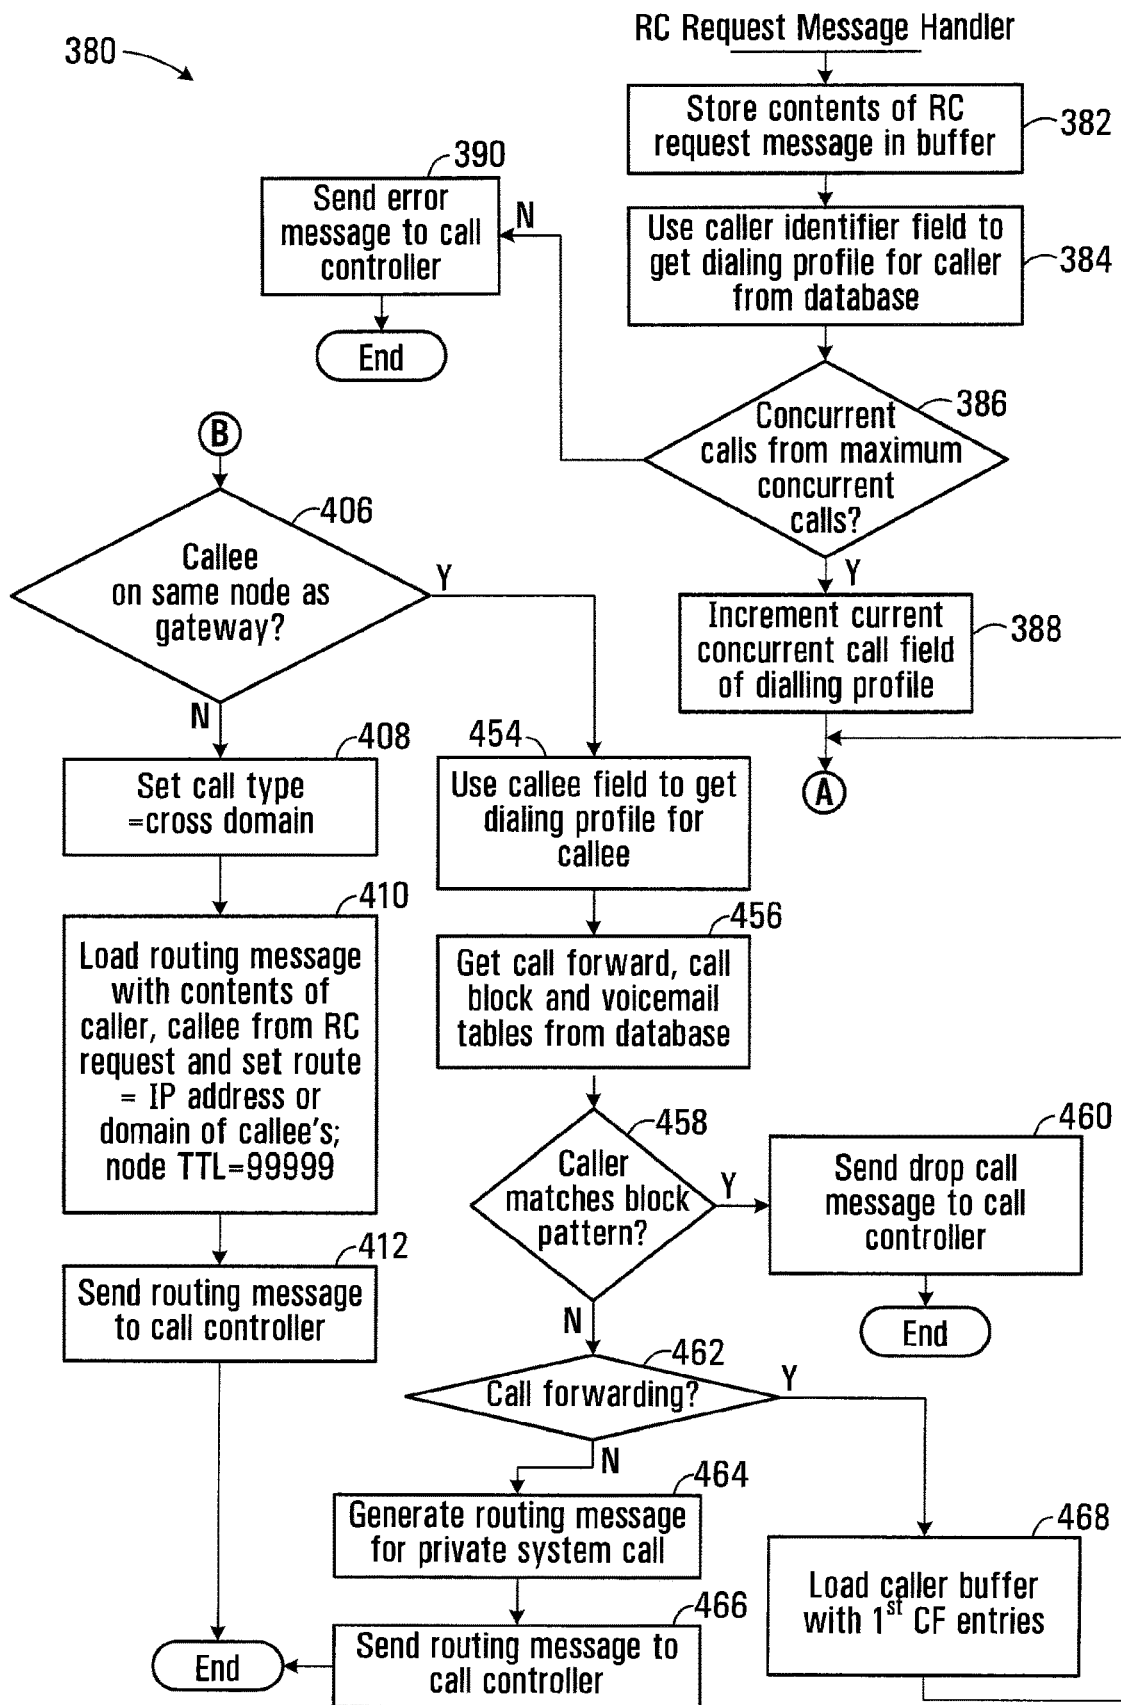 380
RC Request Message Handler
Store contents of RC
request message in buffer
382
Use caller identifier field to
get dialing profile for caller
from database
384
390
Send error
message to call
controller
N
End
386
Concurrent
calls from maximum
concurrent
calls?
Y
Increment current
concurrent call field
of dialling profile
388
A
B
406
Callee
on same node as
gateway?
Y
N
408
Set call type
=cross domain
410
Load routing message
with contents of
caller, callee from RC
request and set route
= IP address or
domain of callee's;
node TTL=99999
412
Send routing message
to call controller
454
Use callee field to get
dialing profile for
callee
456
Get call forward, call
block and voicemail
tables from database
458
Caller
matches block
pattern?
Y
460
Send drop call
message to call
controller
End
N
462
Call forwarding?
Y
N
464
Generate routing message
for private system call
466
Send routing message to
call controller
End
468
Load caller buffer
with 1st CF entries